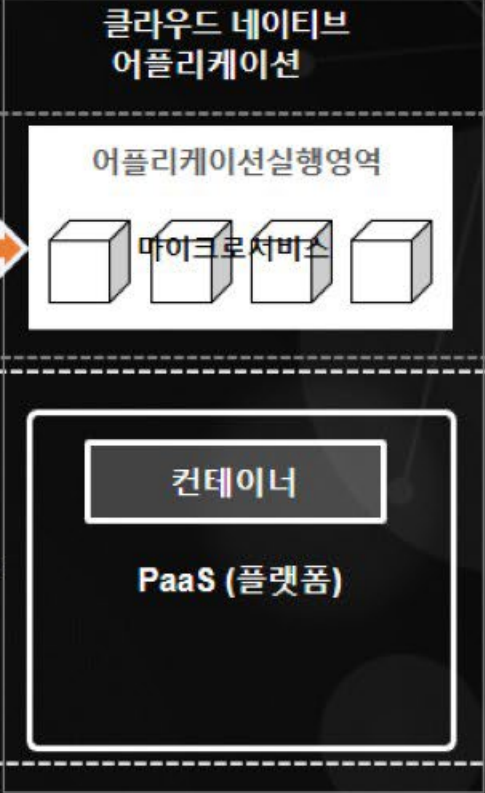 클라우드 네이티브
어플리케이션
어플리케이션실행영역
마이크로서비스
컨테이너
PaaS (플랫폼)